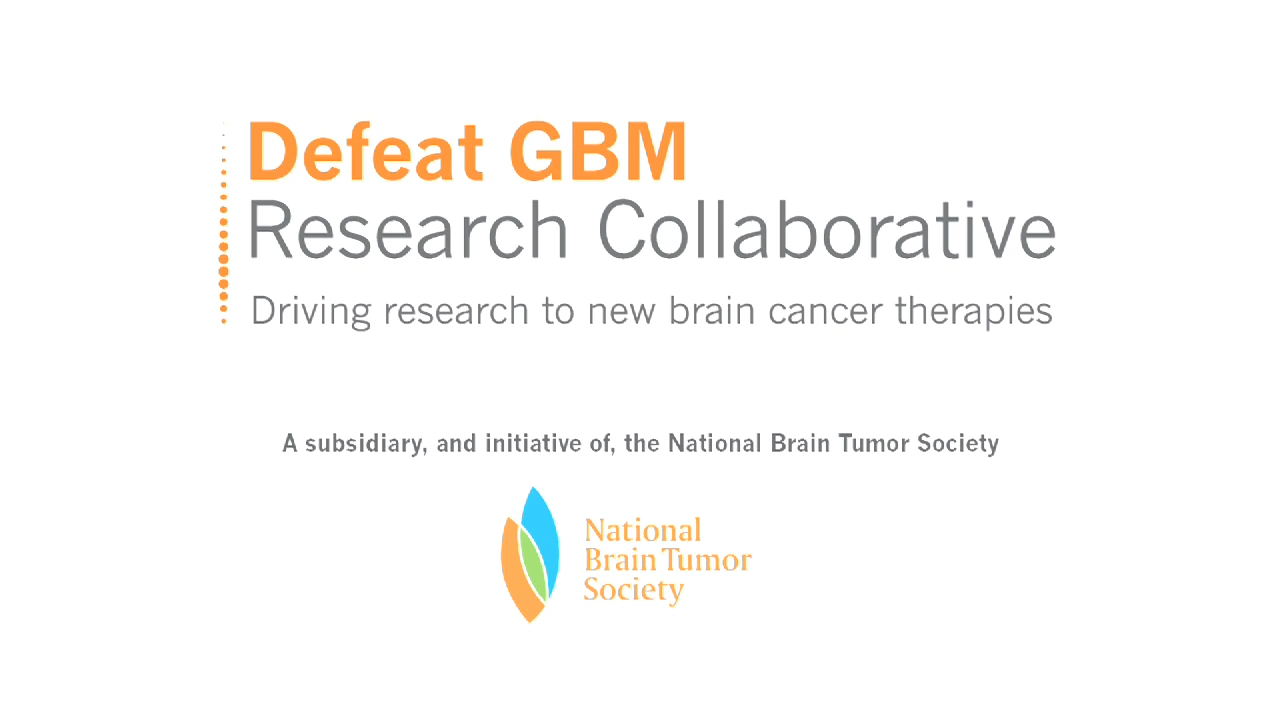 Defeat GBM
Research Collaborative
Driving research to new brain cancer therapies
A subsidiary, and initiative of, the National Brain Tumor Society
National
Brain Tumor
Society